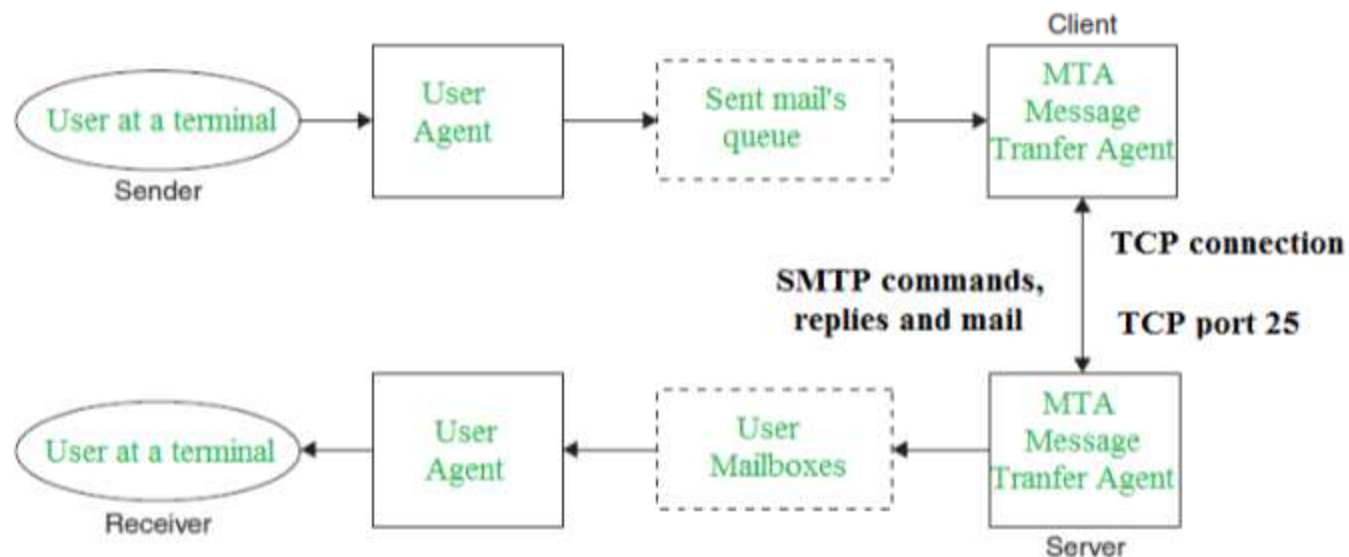 Client
User at a terminal
Sender
User
Agent
Sent mail's
queue
MTA
Message
Tranfer Agent
TCP connection
SMTP commands,
replies and mail
TCP port 25
User at a terminal
Receiver
User
Agent
User
Mailboxes
MTA
Message
Tranfer Agent
Server